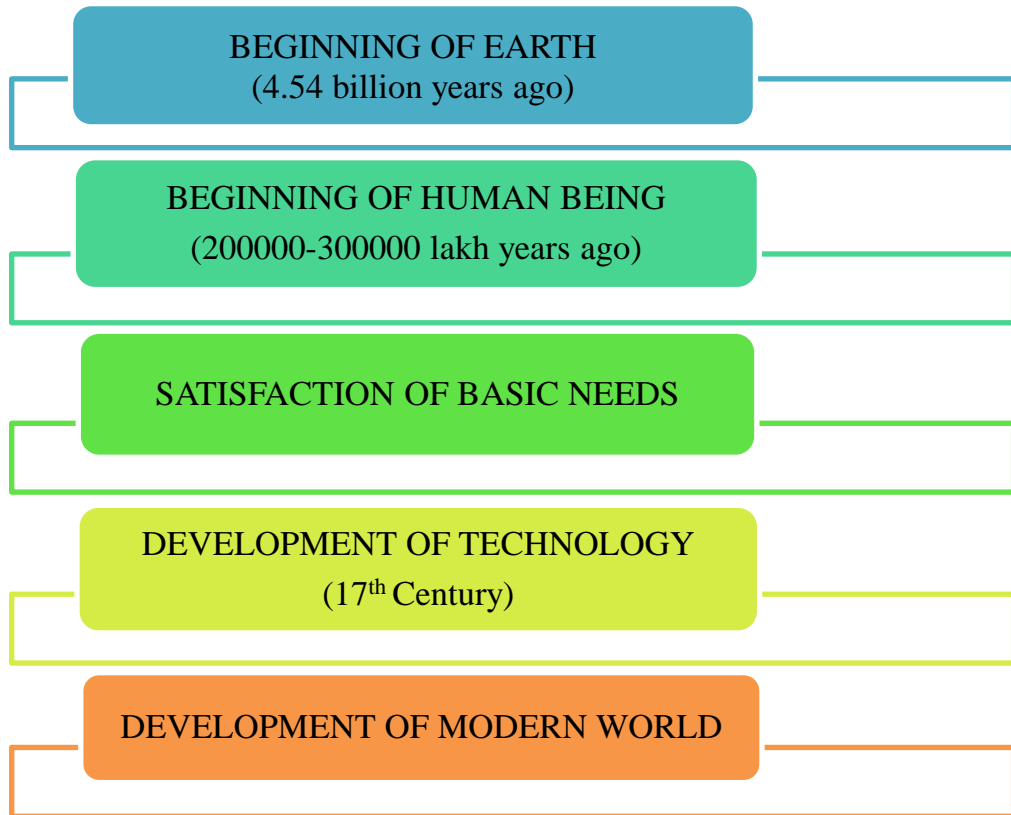 BEGINNING OF EARTH
(4.54 billion years ago)
BEGINNING OF HUMAN BEING
(200000-300000 lakh years ago)
SATISFACTION OF BASIC NEEDS
DEVELOPMENT OF TECHNOLOGY
(17th Century)
DEVELOPMENT OF MODERN WORLD